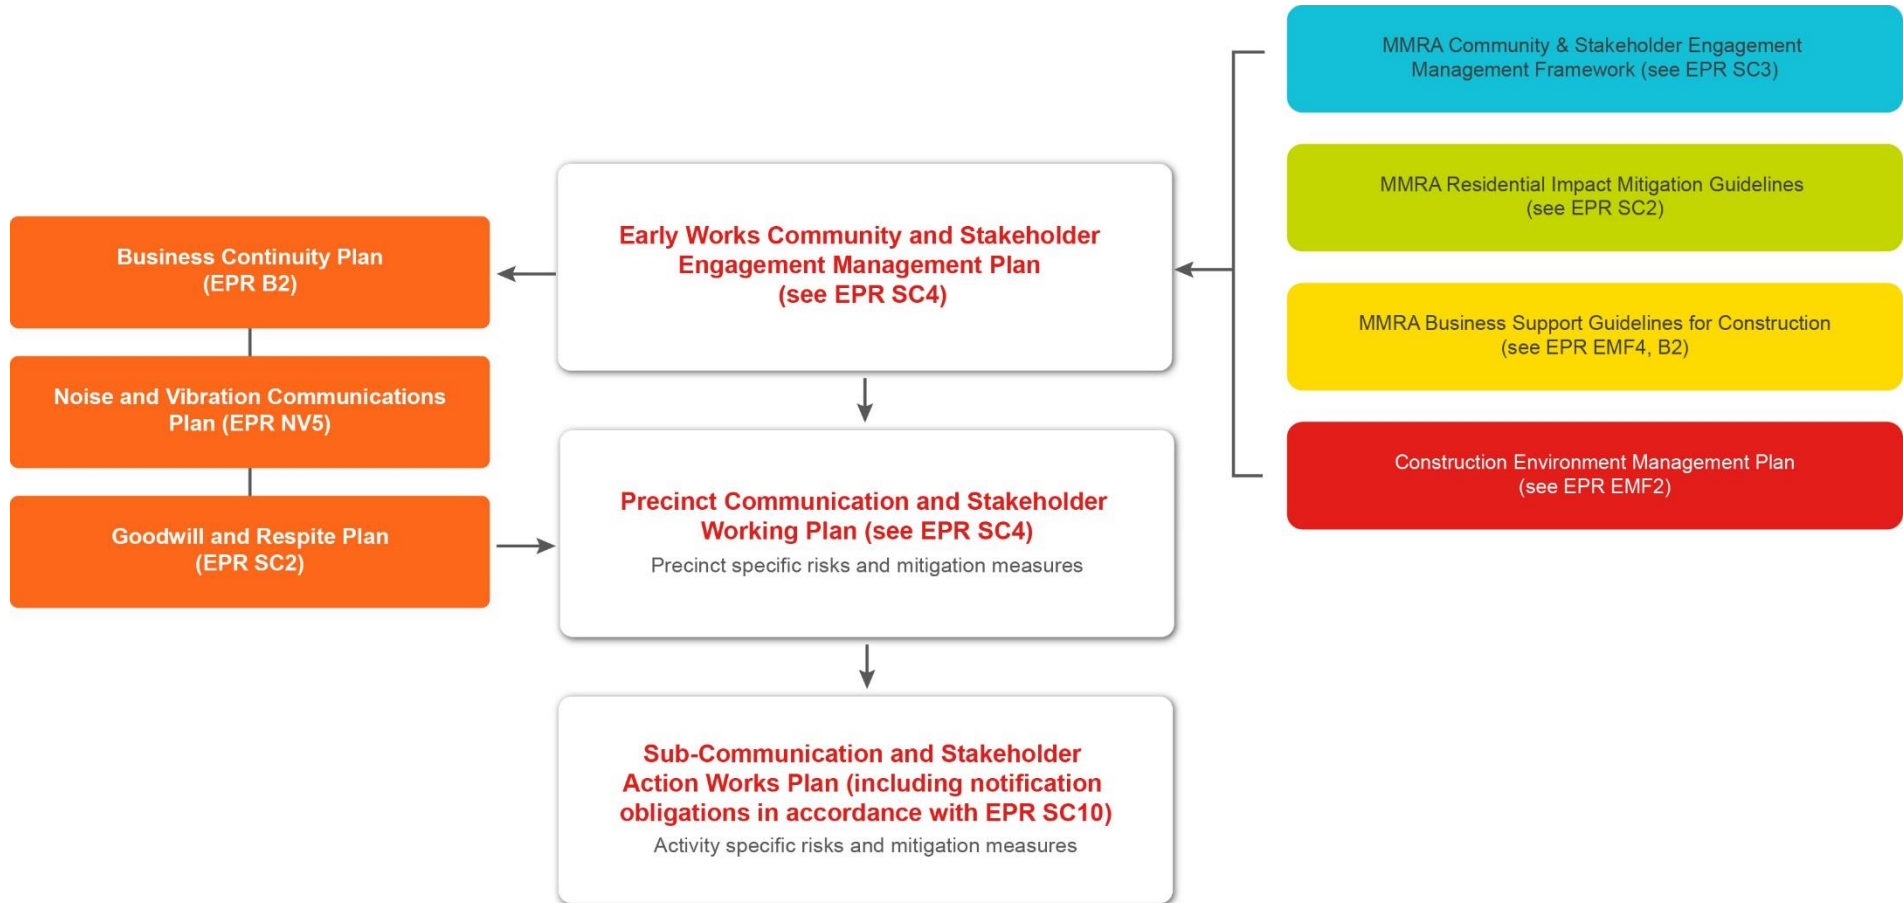 MMRA Community & Stakeholder Engagement
Management Framework (see EPR SC3)
MMRA Residential Impact Mitigation Guidelines
(see EPR SC2)
MMRA Business Support Guidelines for Construction
(see EPR EMF4, B2)
Construction Environment Management Plan
(see EPR EMF2)
Early Works Community and Stakeholder
Engagement Management Plan
(see EPR SC4)
Business Continuity Plan
(EPR B2)
Noise and Vibration Communications
Plan (EPR NV5)
Goodwill and Respite Plan
(EPR SC2)
Precinct Communication and Stakeholder
Working Plan (see EPR SC4)
Precinct specific risks and mitigation measures
Sub-Communication and Stakeholder
Action Works Plan (including notification
obligations in accordance with EPR SC10)
Activity specific risks and mitigation measures